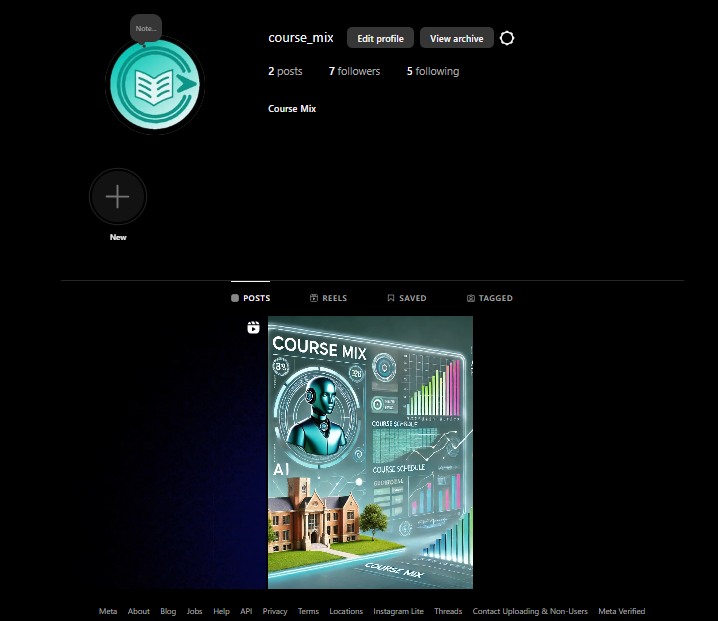 Note...
course_mix
Edit profile
View archive
2 posts
7 followers
5 following
Course Mix
New
POSTS
REELS
SAVED
TAGGED
COURSE MIX
COURSE SCHEDULE
AI
COURSE MIX
Meta
About
Blog
Jobs
Help
API
Privacy
Terms
Locations
Instagram Lite
Threads
Contact Uploading & Non-Users
Meta Verified